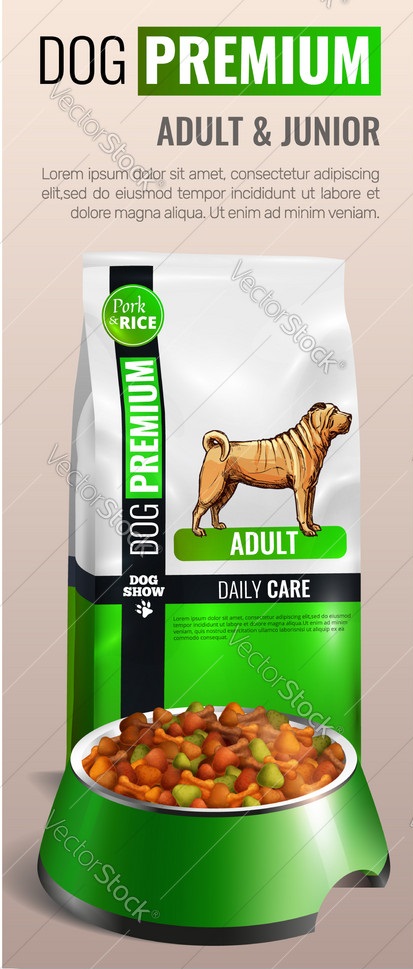 DOG PREMIUM
ADULT & JUNIOR
Lorem ipsum dolor sit amet, consectetur adipiscing
elit,sed do eiusmod tempor incididunt ut labore et
dolore magna aliqua. Ut enim ad minim veniam.
Pork
& RICE
DOG PREMIUM
ADULT
DOG
SHOW
DAILY CARE
VectorStock®